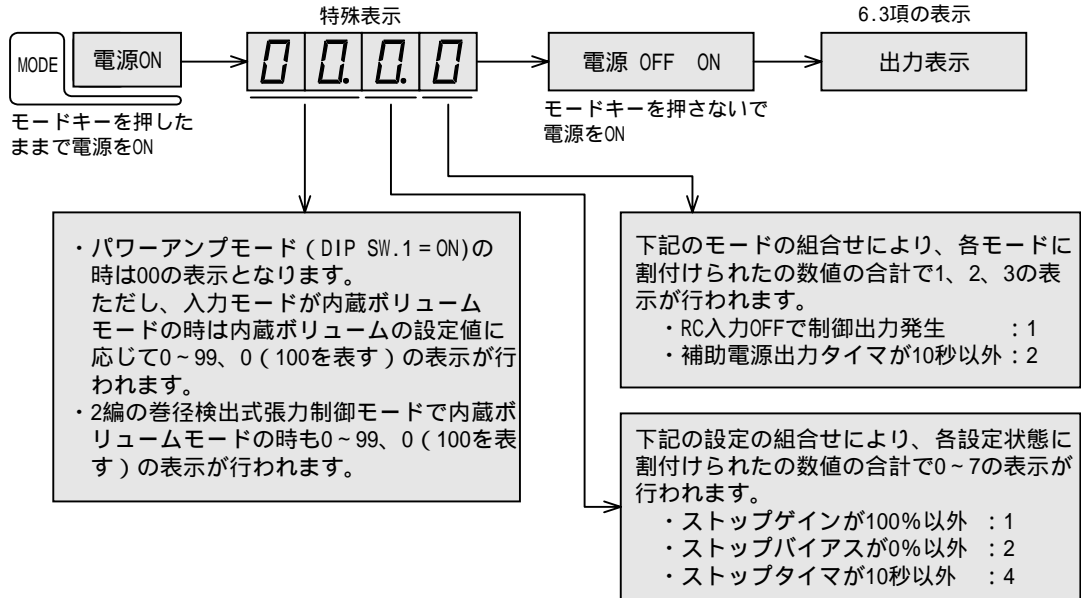 特殊表示
6.3項の表示
MODE
電源ON
00.0.0
電源 OFF ON
出力表示
モードキーを押した
ままで電源をON
モードキーを押さないで
電源をON
・パワーアンプモード(DIP SW.1=ON)の
時は00の表示となります。
ただし、入力モードが内蔵ボリューム
モードの時は内蔵ボリュームの設定値に
応じて0~99、0(100を表す)の表示が行
われます。
・2編の巻径検出式張力制御モードで内蔵ボ
リュームモードの時も0~99、0(100を表
す)の表示が行われます。
下記のモードの組合せにより、各モードに
割付けられたの数値の合計で1、2、3の表
示が行われます。
・RC入力OFFで制御出力発生 :1
・補助電源出力タイマが10秒以外:2
下記の設定の組合せにより、各設定状態に
割付けられたの数値の合計で0~7の表示が
行われます。
・ストップゲインが100%以外 :1
・ストップバイアスが0%以外 :2
・ストップタイマが10秒以外 :4